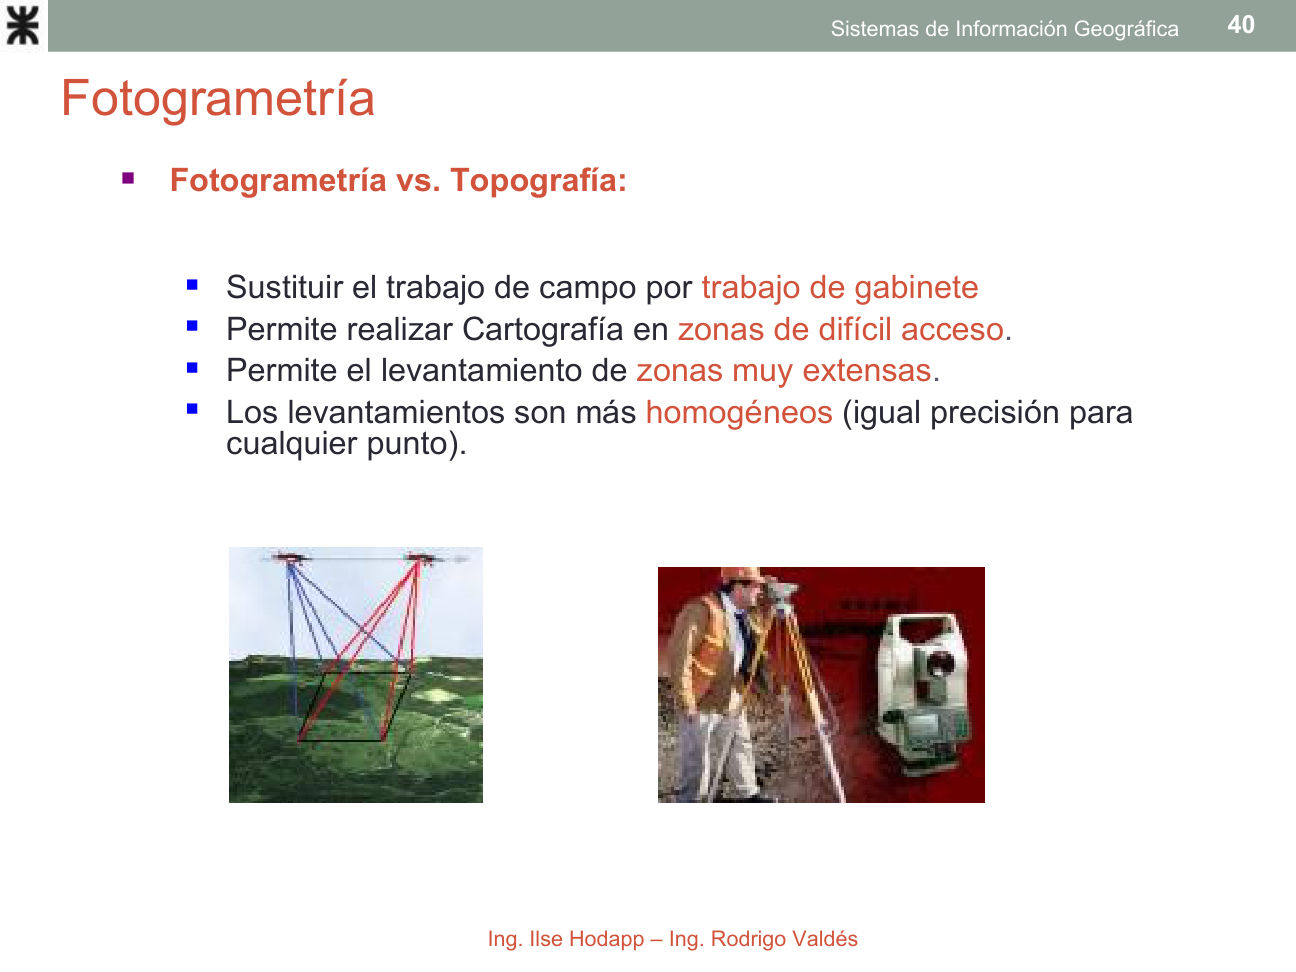 Sistemas de Información Geográfica
40
Fotogrametría
Fotogrametría vs. Topografía:
Sustituir el trabajo de campo por trabajo de gabinete
Permite realizar Cartografía en zonas de difícil acceso.
Permite el levantamiento de zonas muy extensas.
Los levantamientos son más homogéneos (igual precisión para
cualquier punto).
Ing. Ilse Hodapp – Ing. Rodrigo Valdés